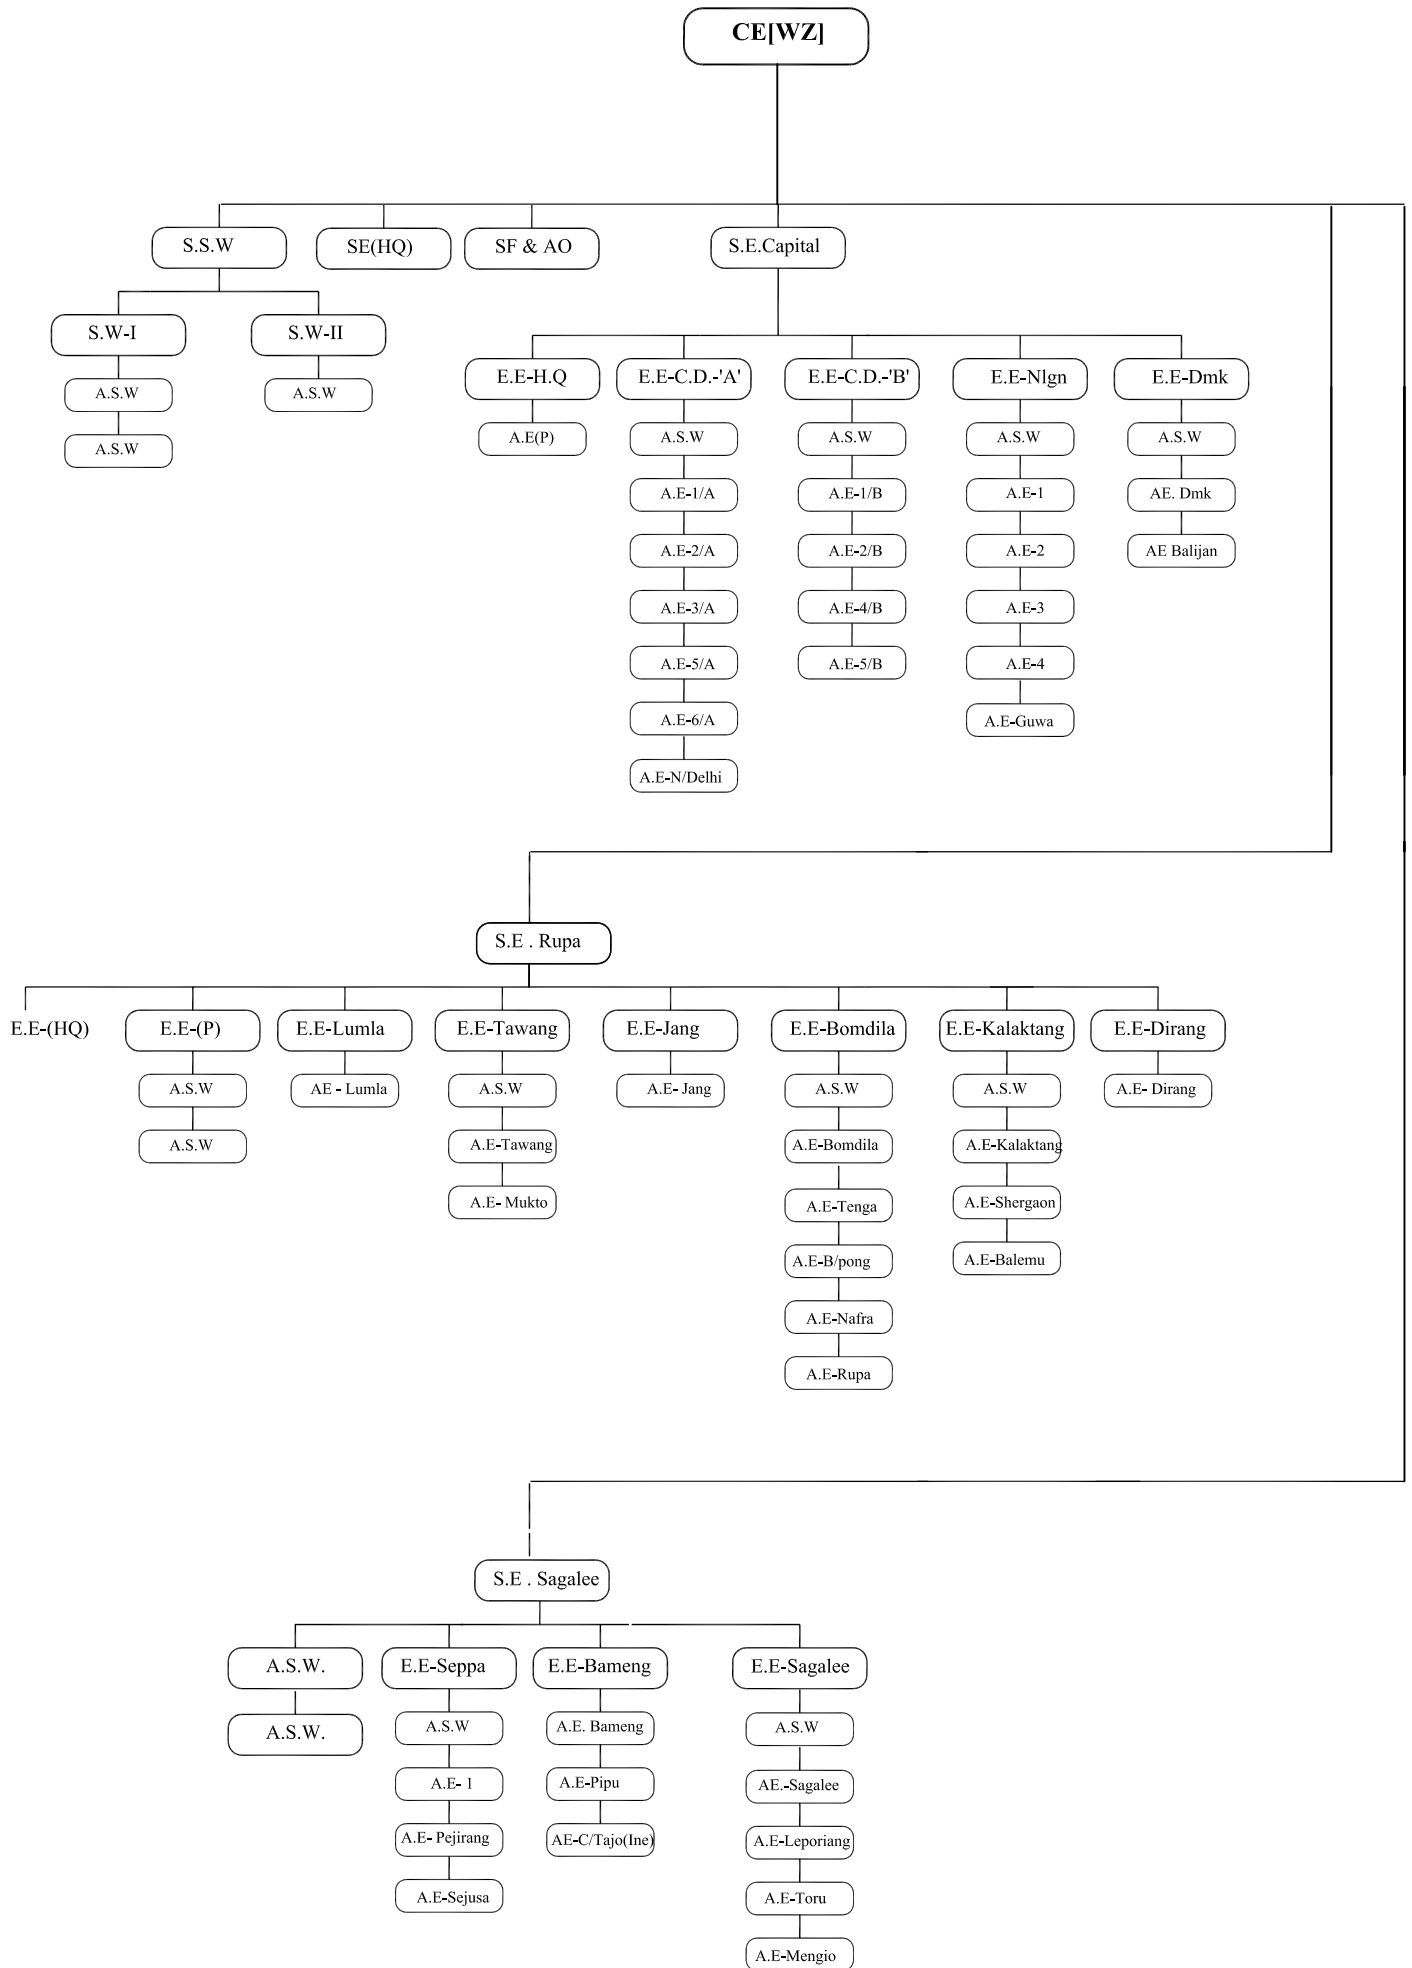 CE[WZ]
S.S.W
SE(HQ)
SF & AO
S.E.Capital
S.W-I
S.W-II
A.S.W
A.S.W
A.S.W
E.E-H.Q
E.E-C.D.-'A'
E.E-C.D.-'B'
E.E-Nlgn
E.E-Dmk
A.E(P)
A.S.W
A.E-1/A
A.E-2/A
A.E-3/A
A.E-5/A
A.E-6/A
A.E-N/Delhi
A.S.W
A.E-1/B
A.E-2/B
A.E-4/B
A.E-5/B
A.S.W
A.E-1
A.E-2
A.E-3
A.E-4
A.E-Guwa
A.S.W
AE. Dmk
AE Balijan
S.E . Rupa
E.E-(HQ)
E.E-(P)
E.E-Lumla
E.E-Tawang
E.E-Jang
E.E-Bomdila
E.E-Kalaktang
E.E-Dirang
A.S.W
A.S.W
AE - Lumla
A.S.W
A.E-Tawang
A.E- Mukto
A.E- Jang
A.S.W
A.E-Bomdila
A.E-Tenga
A.E-B/pong
A.E-Nafra
A.E-Rupa
A.S.W
A.E-Kalaktang
A.E-Shergaon
A.E-Balemu
A.E- Dirang
S.E . Sagalee
A.S.W.
E.E-Seppa
E.E-Bameng
E.E-Sagalee
A.S.W.
A.S.W
A.E- 1
A.E- Pejirang
A.E-Sejusa
A.E. Bameng
A.E-Pipu
AE-C/Tajo(Ine)
A.S.W
AE.-Sagalee
A.E-Leporiang
A.E-Toru
A.E-Mengio